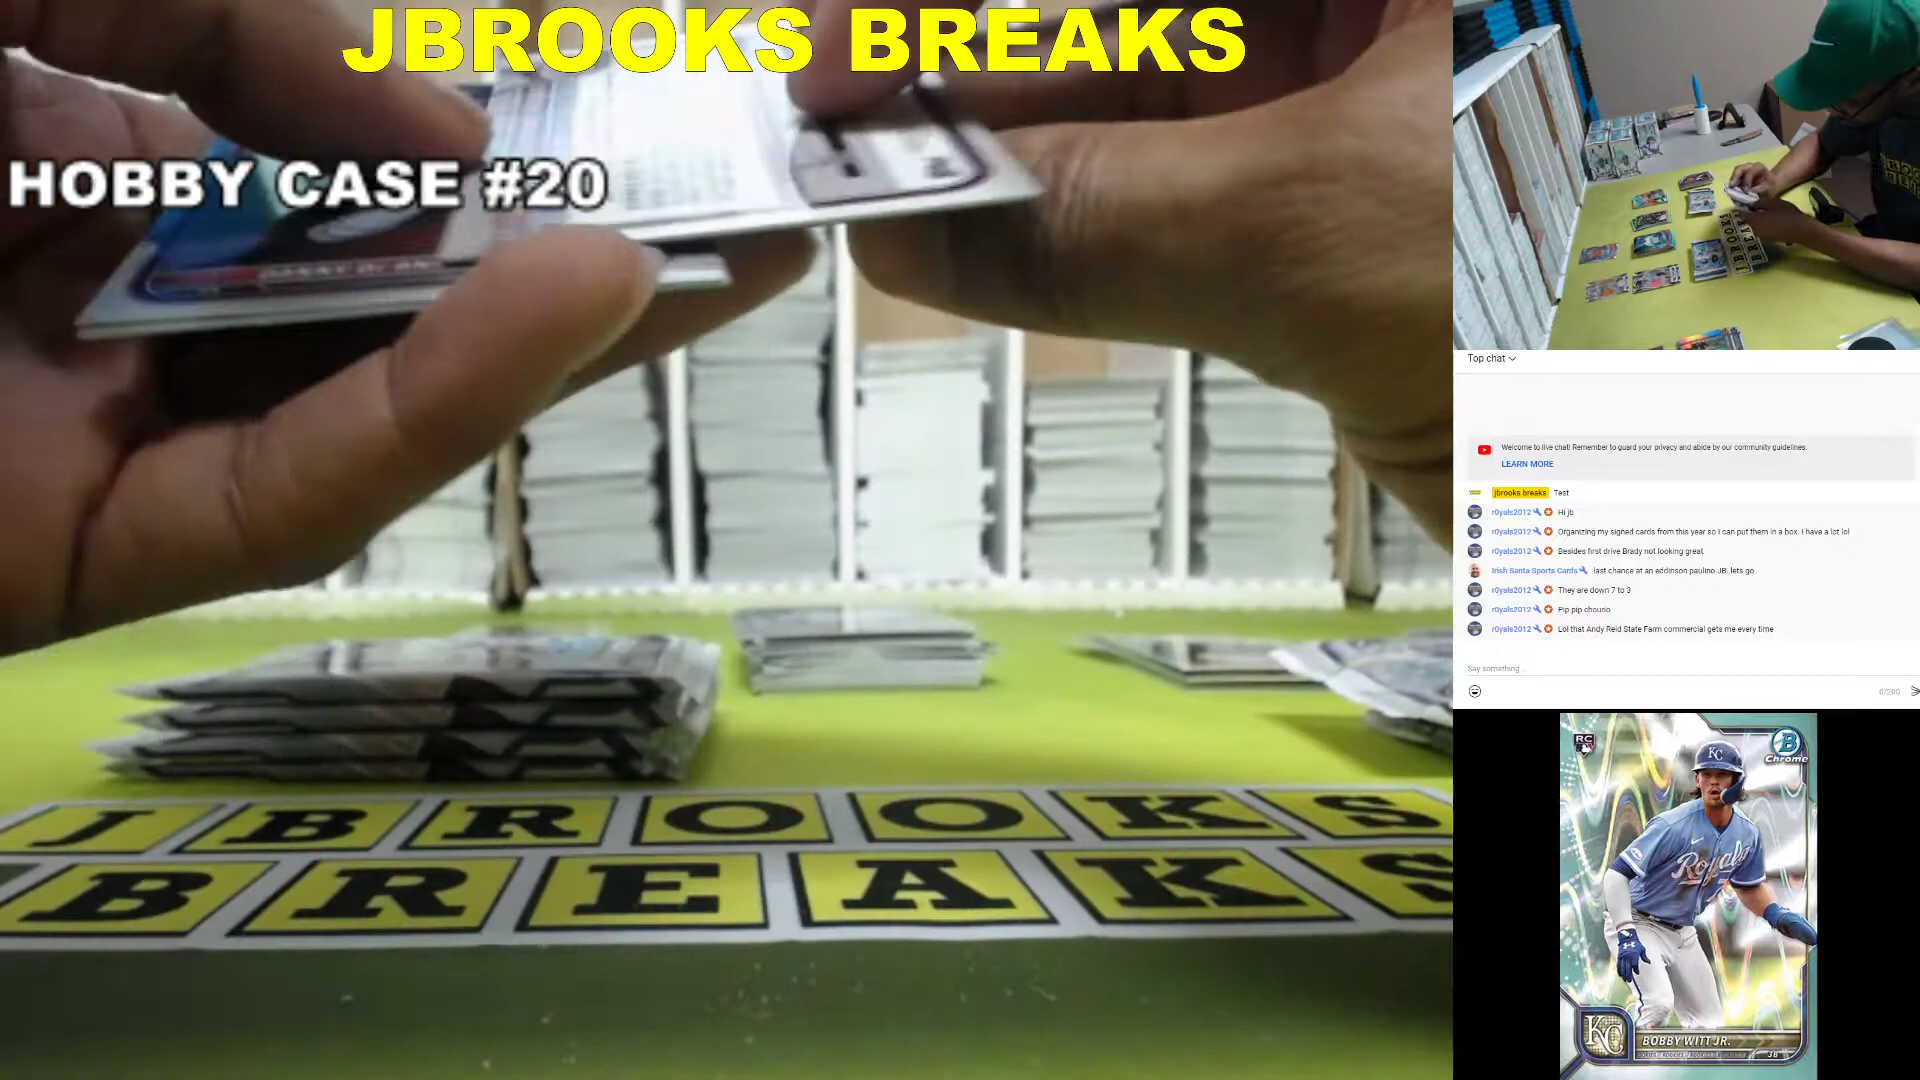 JBROOKS BREAKS
HOBBY CASE #20
JBROOKS
BREAKS
Top chat
Welcome to live chat! Remember to guard your privacy and abide by our community guidelines.
LEARN MORE
jbrooks breaks Test
r0yals2012 Hi jb
r0yals2012 Organizing my signed cards from this year so I can put them in a box. I have a lot lol
r0yals2012 Besides first drive Brady not looking great
Irish Santa Sports Cards last chance at an eddinson paulino JB..lets go
r0yals2012 They are down 7 to 3
r0yals2012 Pip pip chourio
r0yals2012 Lol that Andy Reid State Farm commercial gets me every time
Say something...
0/200
RC
B
Chrome
KC
Royals
KC
BOBBY WITT JR.
3B